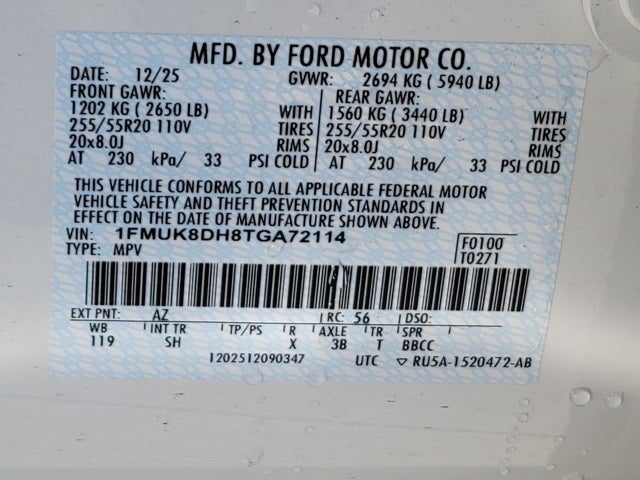 MFD. BY FORD MOTOR CO.
DATE: 12/25 GVWR: 2694 KG ( 5940 LB)
FRONT GAWR: REAR GAWR:
1202 KG ( 2650 LB) WITH 1560 KG ( 3440 LB) WITH
255/55R20 110V TIRES 255/55R20 110V TIRES
20x8.0J RIMS 20x8.0J RIMS
AT 230 kPa/ 33 PSI COLD AT 230 kPa/ 33 PSI COLD
THIS VEHICLE CONFORMS TO ALL APPLICABLE FEDERAL MOTOR
VEHICLE SAFETY AND THEFT PREVENTION STANDARDS IN
EFFECT ON THE DATE OF MANUFACTURE SHOWN ABOVE.
VIN: 1FMUK8DH8TGA72114 F0100
TYPE: MPV T0271
EXT PNT: AZ RC: 56 DSO:
WB INT TR TP/PS R AXLE TR SPR
119 SH X 3B T BBCC
1202512090347 UTC ▽ RU5A-1520472-AB